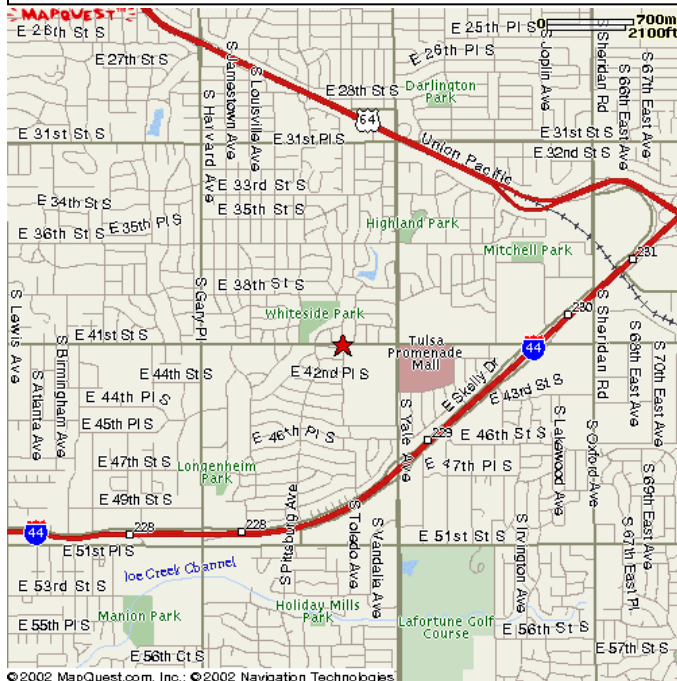 MAPQUEST
0 700m
2100ft
E 26th St S
E 25th Pl S
E 27th St S
E 26th Pl S
S Jamestown Ave
S Louisville Ave
S Joplin Ave
S Sheridan Rd
S 66th East Ave
S 67th East Ave
E 28th St S
Darlington Park
S Harvard Ave
64
E 31st St S
E 31st Pl S
Union Pacific
E 31st St S
E 32nd St S
E 33rd St S
E 34th St S
E 35th St S
E 35th Pl S
E 36th St S
Highland Park
Mitchell Park
231
E 38th St S
S Gary Pl
Whiteside Park
230
S Sheridan Rd
S Lewis Ave
E 41st St S
Tulsa Promenade Mall
44
S 68th East Ave
S 70th East Ave
S Birmingham Ave
S Atlanta Ave
E 42nd Pl S
E 44th St S
E Skelly Dr
E 43rd St S
E 44th Pl S
E 45th Pl S
E 46th Pl S
S Yale Ave
229
E 46th St S
S Lakewood Ave
S Oxford Ave
E 47th St S
Longenheim Park
E 47th Pl S
S 69th East Ave
E 49th St S
S Pittsburg Ave
S Toledo Ave
S Vandalia Ave
44
228
228
E 51st St S
S Irvington Ave
S 67th East Pl
E 51st Pl S
Joe Creek Channel
E 53rd St S
Manion Park
Holiday Mills Park
Lafortune Golf Course
E 55th Pl S
E 56th St S
E 56th Ct S
E 57th St S
© 2002 MapQuest.com, Inc.; © 2002 Navigation Technologies